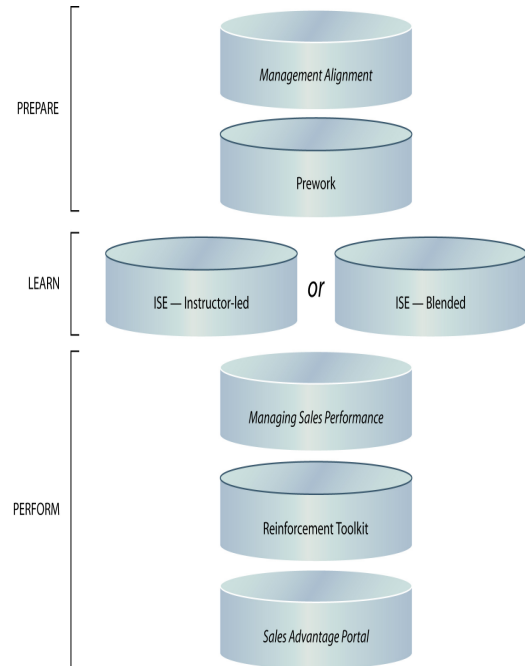 PREPARE
Management Alignment
Prework
LEARN
ISE — Instructor-led
or
ISE — Blended
PERFORM
Managing Sales Performance
Reinforcement Toolkit
Sales Advantage Portal